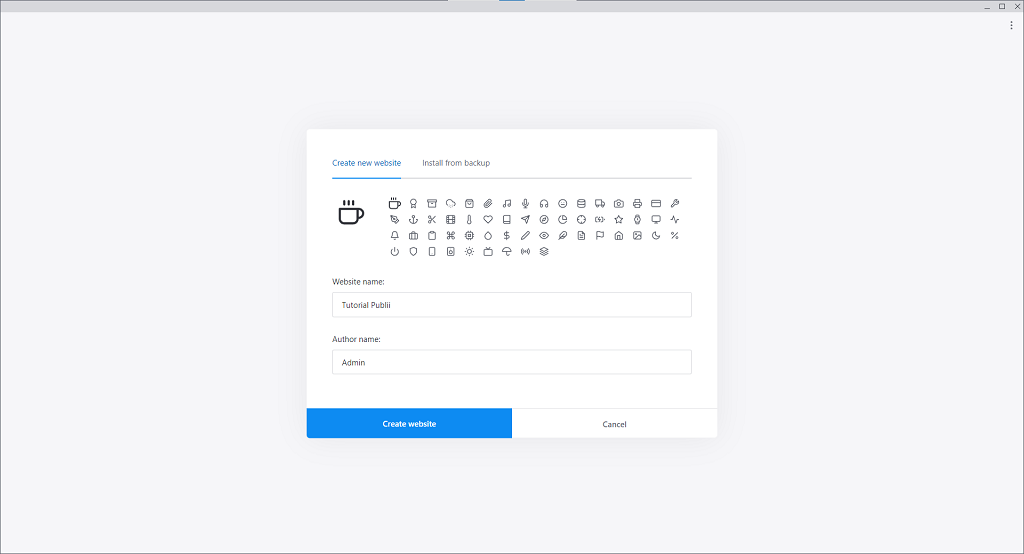 Create new website Install from backup
Website name:
Tutorial Publii
Author name:
Admin
Create website Cancel